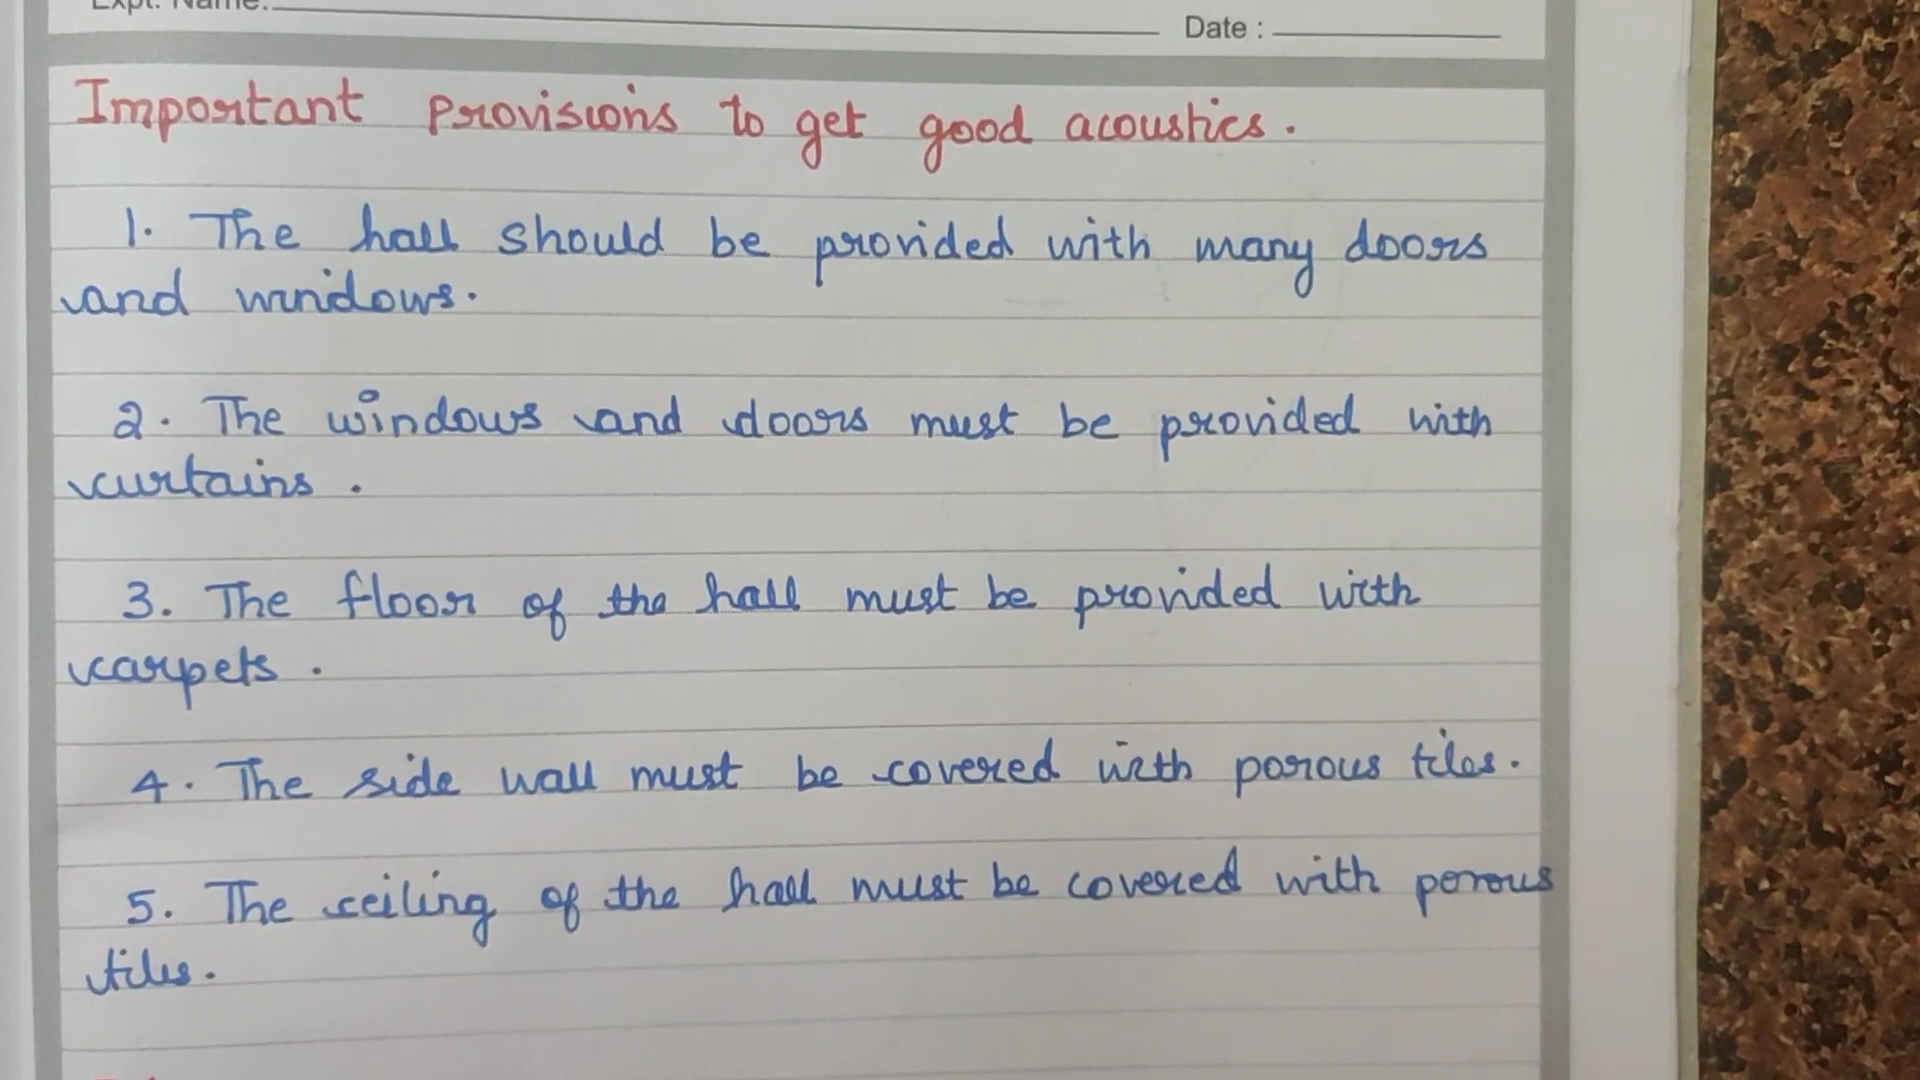 Expt. Name:
Date :
Important provisions to get good acoustics.
1. The hall should be provided with many doors
and windows.
2. The windows and doors must be provided with
curtains .
3. The floor of the hall must be provided with
carpets .
4. The side wall must be covered with porous tiles.
5. The ceiling of the hall must be covered with porous
tiles.